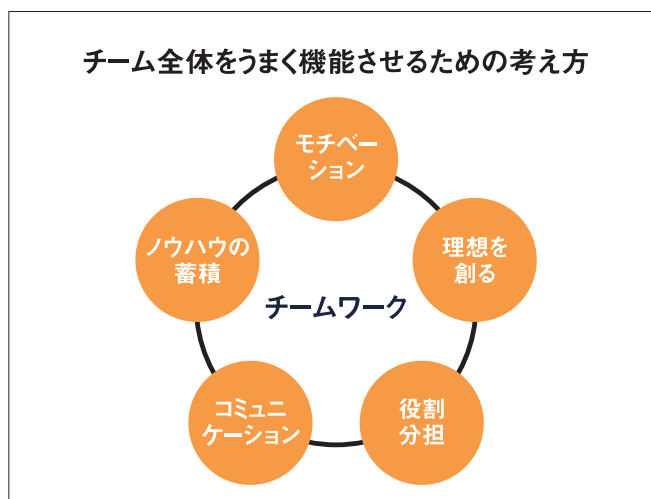 チーム全体をうまく機能させるための考え方
モチベー
ション
ノウハウの
蓄積
理想を
創る
チームワーク
コミュニ
ケーション
役割
分担